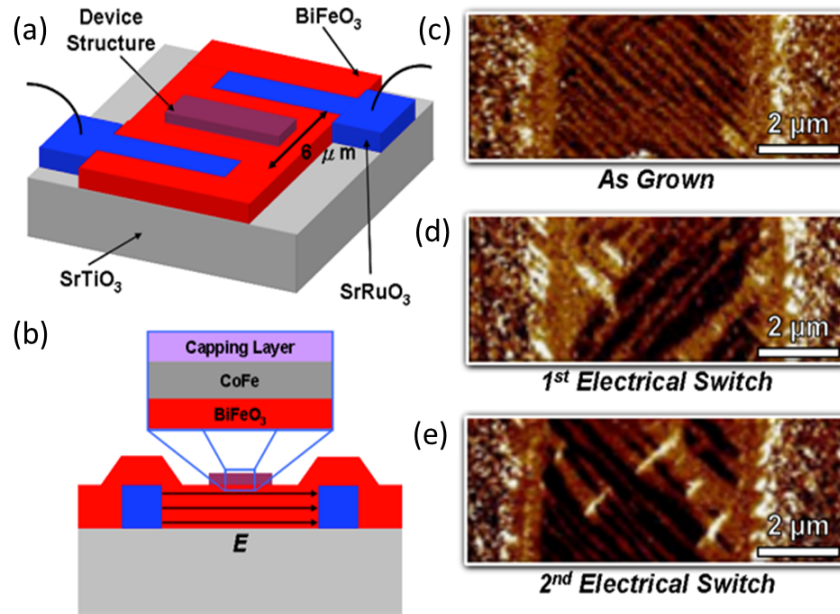 (a)
Device
Structure
BiFeO₃
6 μm
SrTiO₃
SrRuO₃
(b)
Capping Layer
CoFe
BiFeO₃
E
(c)
2 μm
As Grown
(d)
2 μm
1st Electrical Switch
(e)
2 μm
2nd Electrical Switch